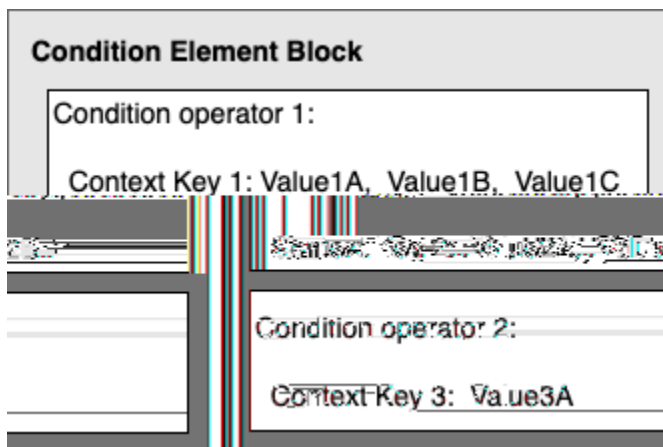 Condition Element Block
Condition operator 1:
Context Key 1: Value1A, Value1B, Value1C
Condition operator 2:
Context Key 3: Value3A